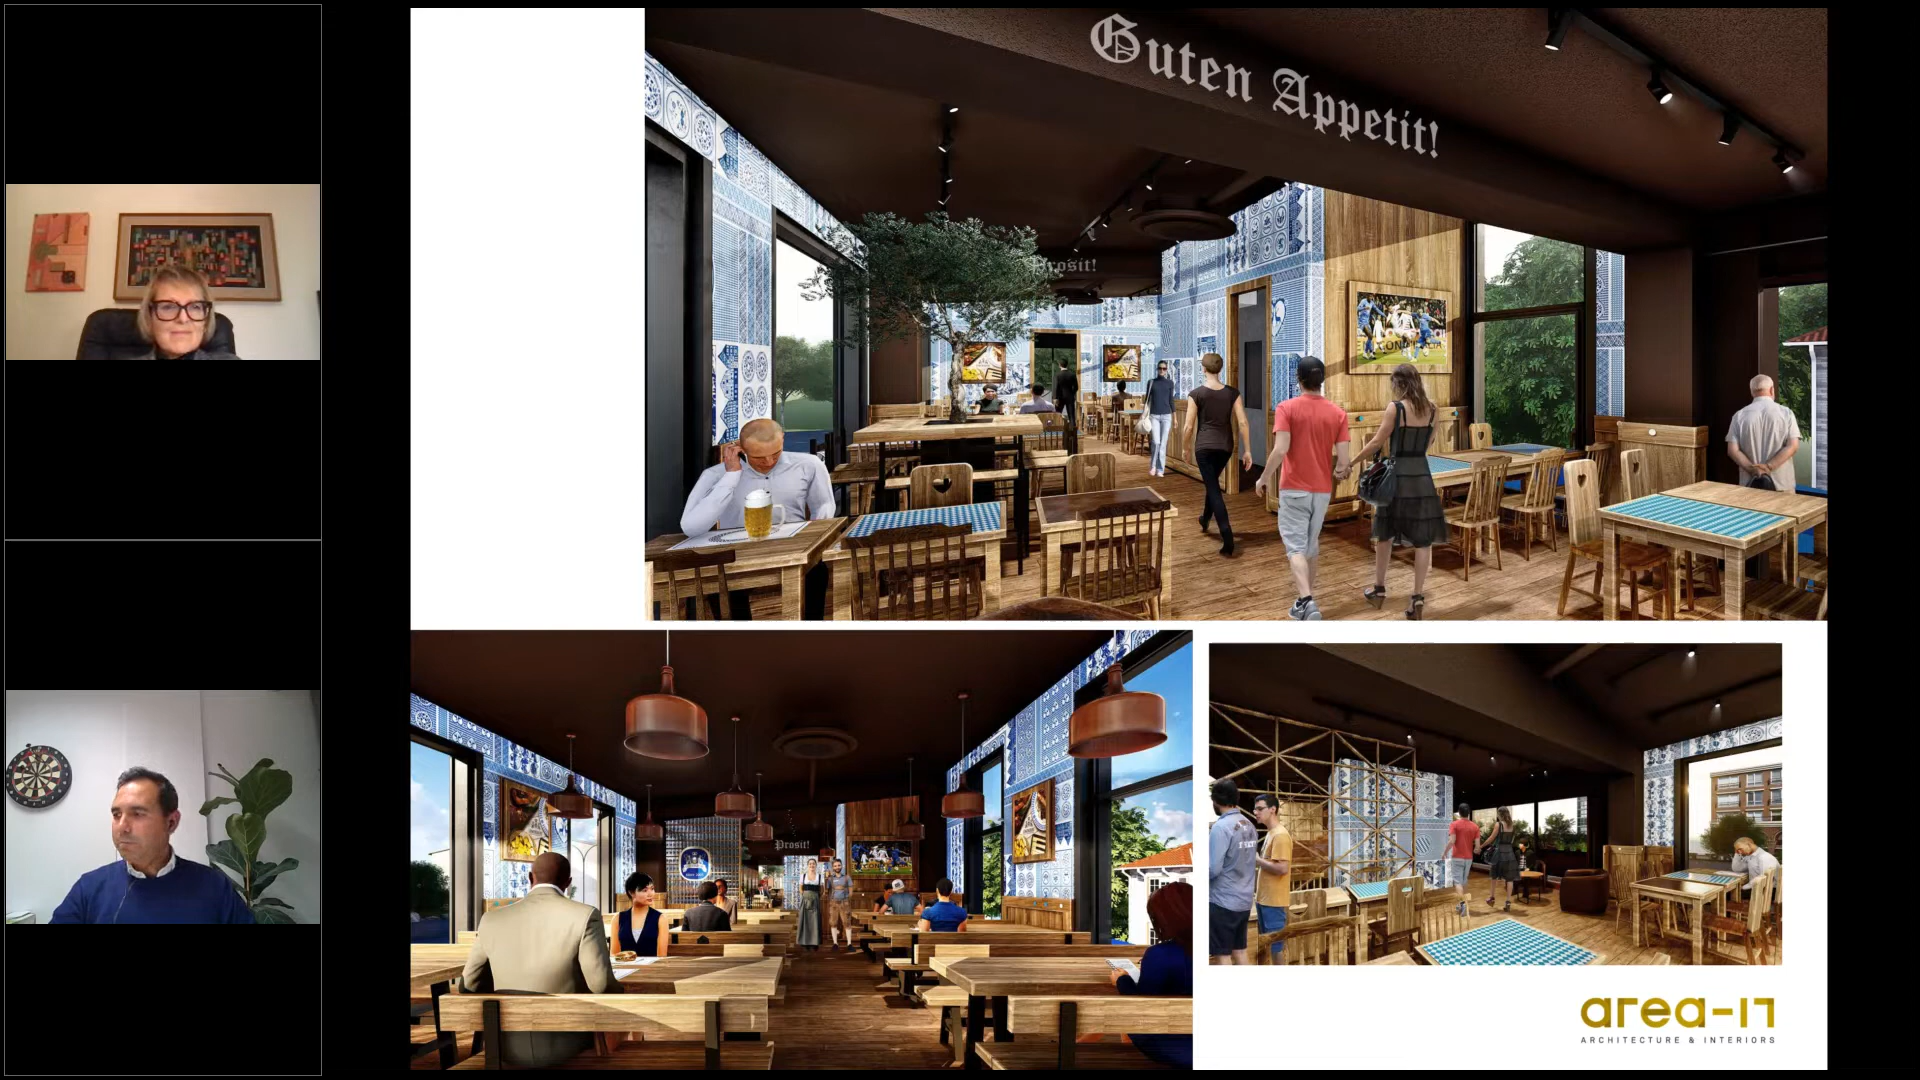 Guten Appetit!
Prosit!
Prosit!
area-17
ARCHITECTURE & INTERIORS